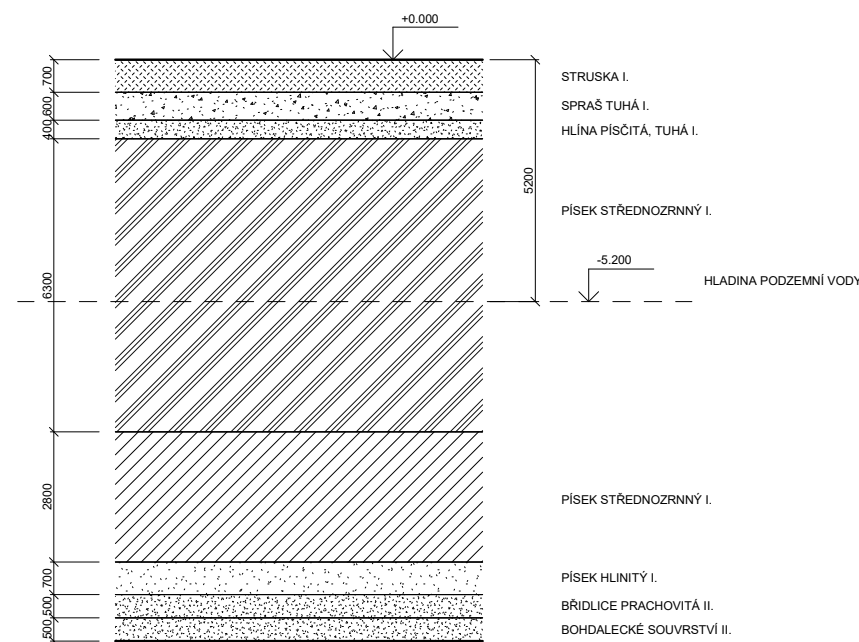 +0.000
700
STRUSKA I.
600
SPRAŠ TUHÁ I.
400
HLÍNA PÍSČITÁ, TUHÁ I.
5200
PÍSEK STŘEDNOZRNNÝ I.
-5.200
HLADINA PODZEMNÍ VODY
6300
2800
PÍSEK STŘEDNOZRNNÝ I.
700
PÍSEK HLINITÝ I.
500
BŘIDLICE PRACHOVITÁ II.
500
BOHDALECKÉ SOUVRSTVÍ II.